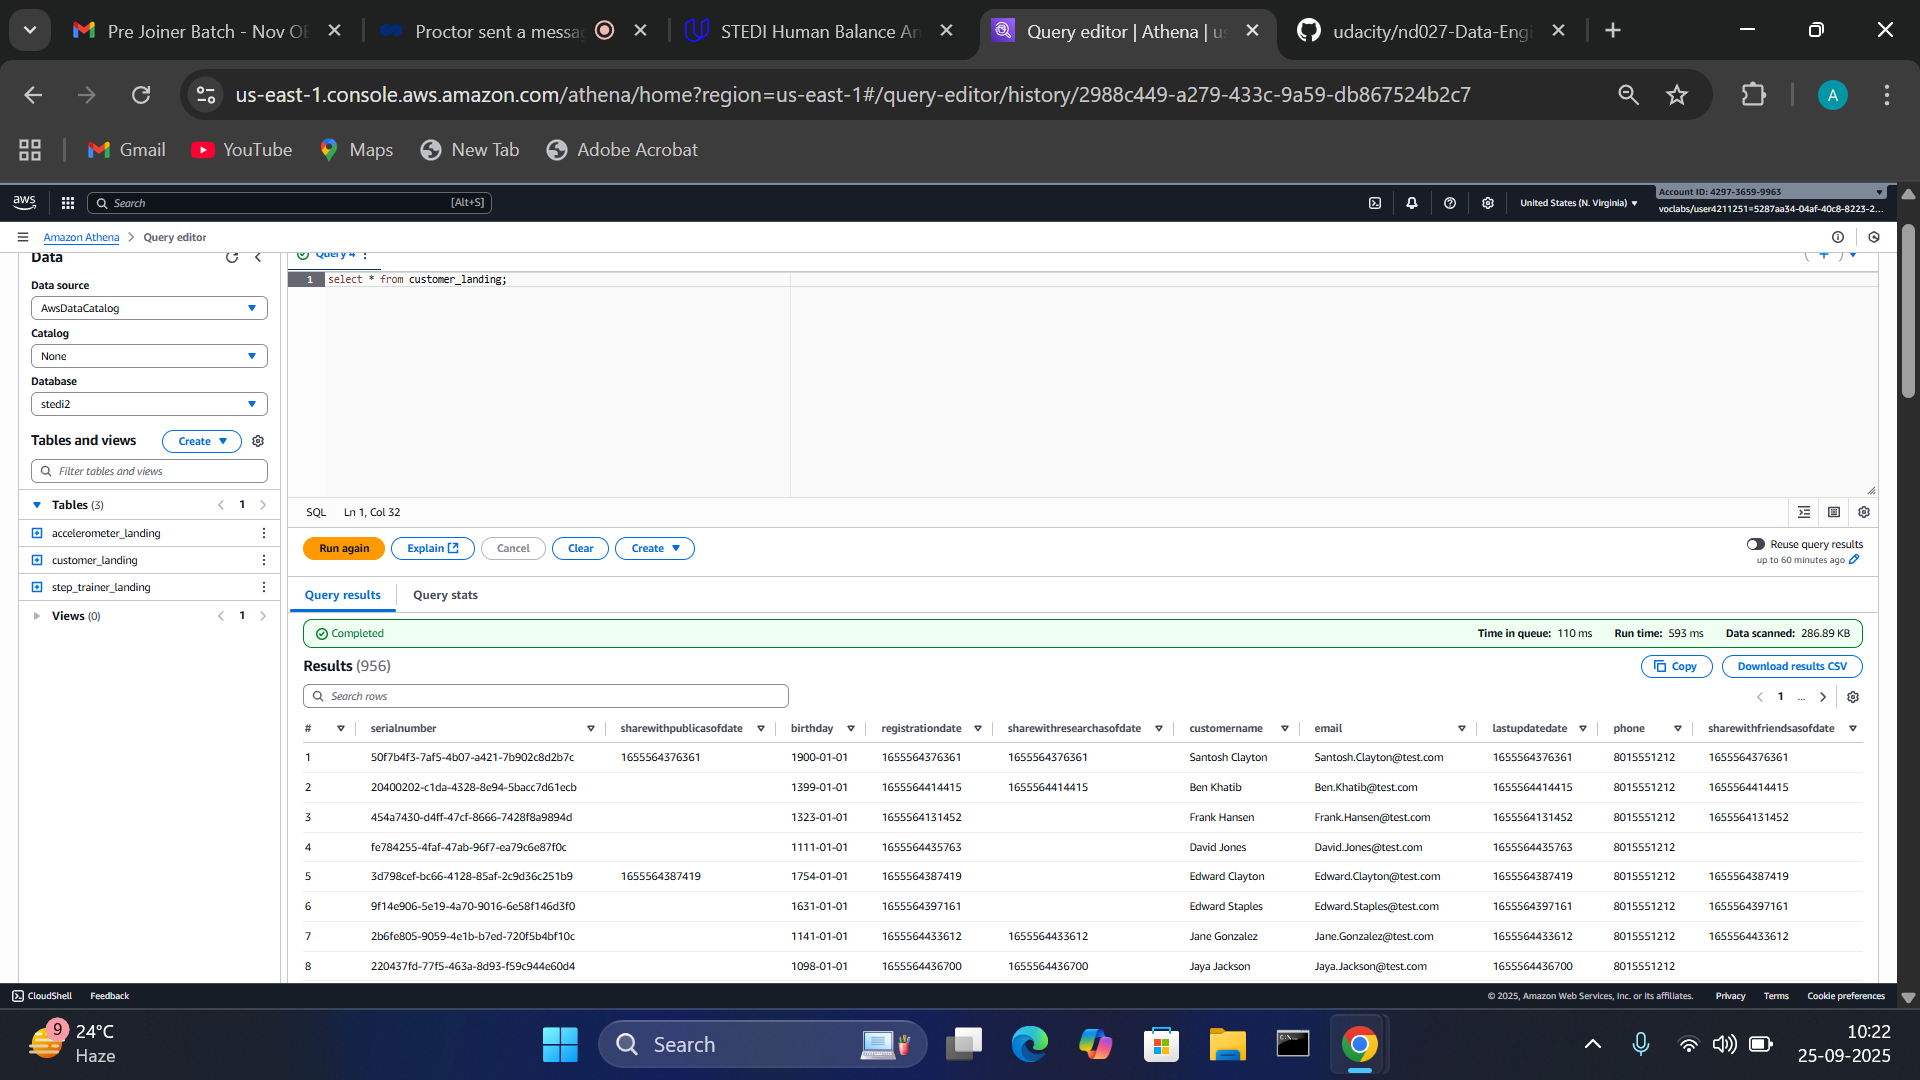 Pre Joiner Batch - Nov
Proctor sent a messa
STEDI Human Balance An
Query editor | Athena | us
udacity/nd027-Data-Engi
us-east-1.console.aws.amazon.com/athena/home?region=us-east-1#/query-editor/history/2988c449-a279-433c-9a59-db867524b2c7
A
Gmail
YouTube
Maps
New Tab
Adobe Acrobat
aws
Search
[Alt+S]
United States (N. Virginia)
Account ID: 4297-3659-9963
voclabs/user4211251=5287aa34-04af-40c8-8223-2...
Amazon Athena
Query editor
Data
Data source
AwsDataCatalog
Catalog
None
Database
stedi2
Tables and views
Create
Filter tables and views
Tables (3)
1
accelerometer_landing
customer_landing
step_trainer_landing
Views (0)
1
Query 4
1 select * from customer_landing;
SQL Ln 1, Col 32
Run again
Explain
Cancel
Clear
Create
Reuse query results
up to 60 minutes ago
Query results
Query stats
Completed
Time in queue: 110 ms Run time: 593 ms Data scanned: 286.89 KB
Results (956)
Copy
Download results CSV
Search rows
1 ...
# serialnumber sharewithpublicasofdate birthday registrationdate sharewithresearchasofdate customername email lastupdatedate phone sharewithfriendsasofdate
1 50f7b4f3-7af5-4b07-a421-7b902c8d2b7c 1655564376361 1900-01-01 1655564376361 1655564376361 Santosh Clayton Santosh.Clayton@test.com 1655564376361 8015551212 1655564376361
2 20400202-c1da-4328-8e94-5bacc7d61ecb 1399-01-01 1655564414415 1655564414415 Ben Khatib Ben.Khatib@test.com 1655564414415 8015551212 1655564414415
3 454a7430-d4ff-47cf-8666-7428f8a9894d 1323-01-01 1655564131452 Frank Hansen Frank.Hansen@test.com 1655564131452 8015551212 1655564131452
4 fe784255-4faf-47ab-96f7-ea79c6e87f0c 1111-01-01 1655564435763 David Jones David.Jones@test.com 1655564435763 8015551212
5 3d798cef-bc66-4128-85af-2c9d36c251b9 1655564387419 1754-01-01 1655564387419 Edward Clayton Edward.Clayton@test.com 1655564387419 8015551212 1655564387419
6 9f14e906-5e19-4a70-9016-6e58f146d3f0 1631-01-01 1655564397161 Edward Staples Edward.Staples@test.com 1655564397161 8015551212 1655564397161
7 2b6fe805-9059-4e1b-b7ed-720f5b4bf10c 1141-01-01 1655564433612 1655564433612 Jane Gonzalez Jane.Gonzalez@test.com 1655564433612 8015551212 1655564433612
8 220437fd-77f5-463a-8d93-f59c944e60d4 1098-01-01 1655564436700 1655564436700 Jaya Jackson Jaya.Jackson@test.com 1655564436700 8015551212
CloudShell
Feedback
© 2025, Amazon Web Services, Inc. or its affiliates.
Privacy
Terms
Cookie preferences
9
24°C
Haze
Search
10:22
25-09-2025